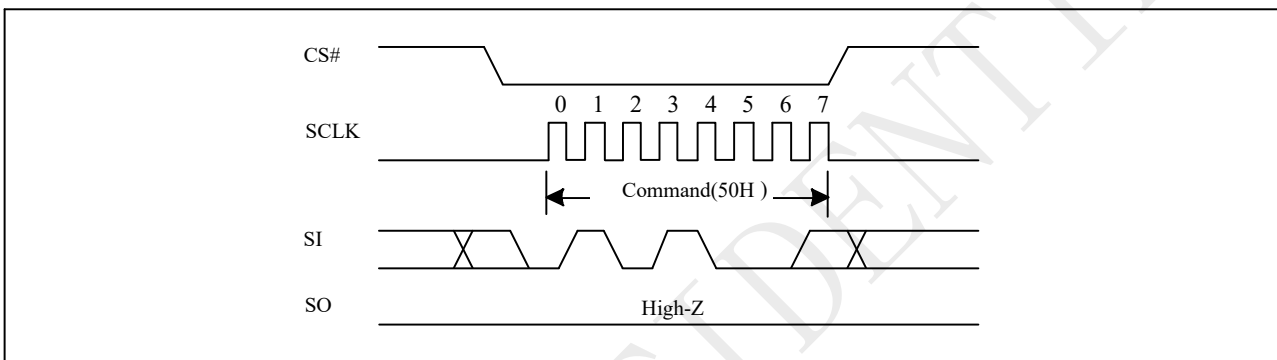 CS#
0 1 2 3 4 5 6 7
SCLK
Command(50H )
SI
SO High-Z